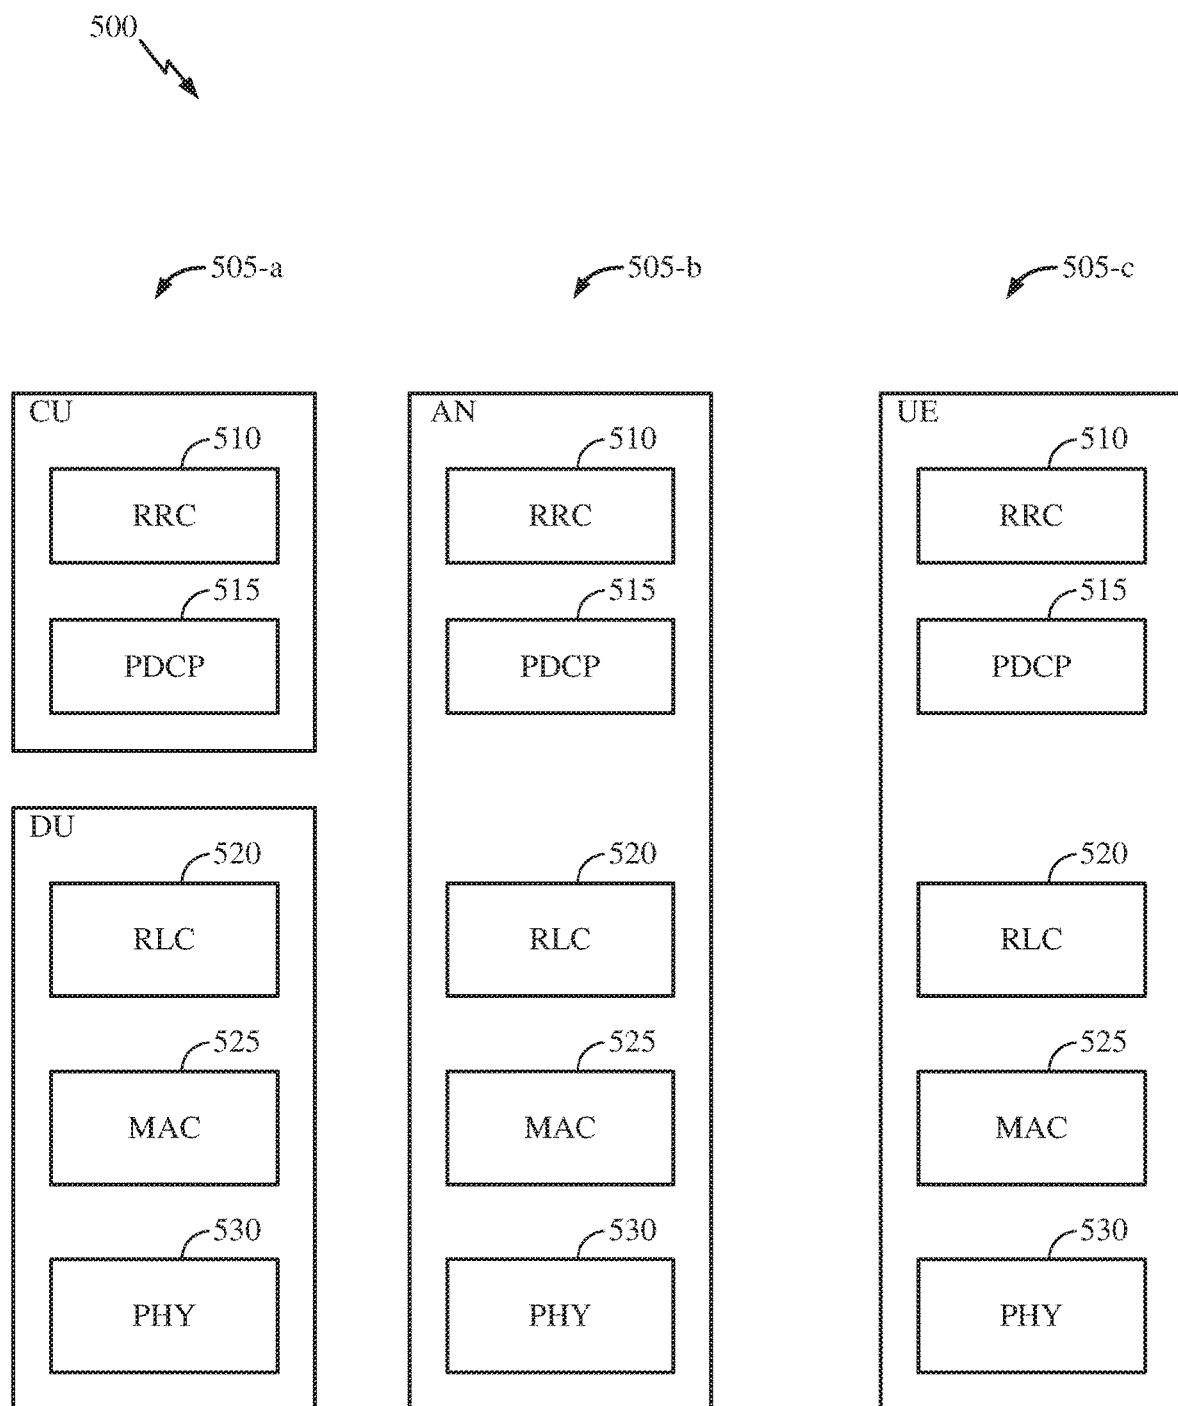 500
505-a 505-b 505-c
CU AN UE
510 510 510
RRC RRC RRC
515 515 515
PDCP PDCP PDCP
DU
520 520 520
RLC RLC RLC
525 525 525
MAC MAC MAC
530 530 530
PHY PHY PHY